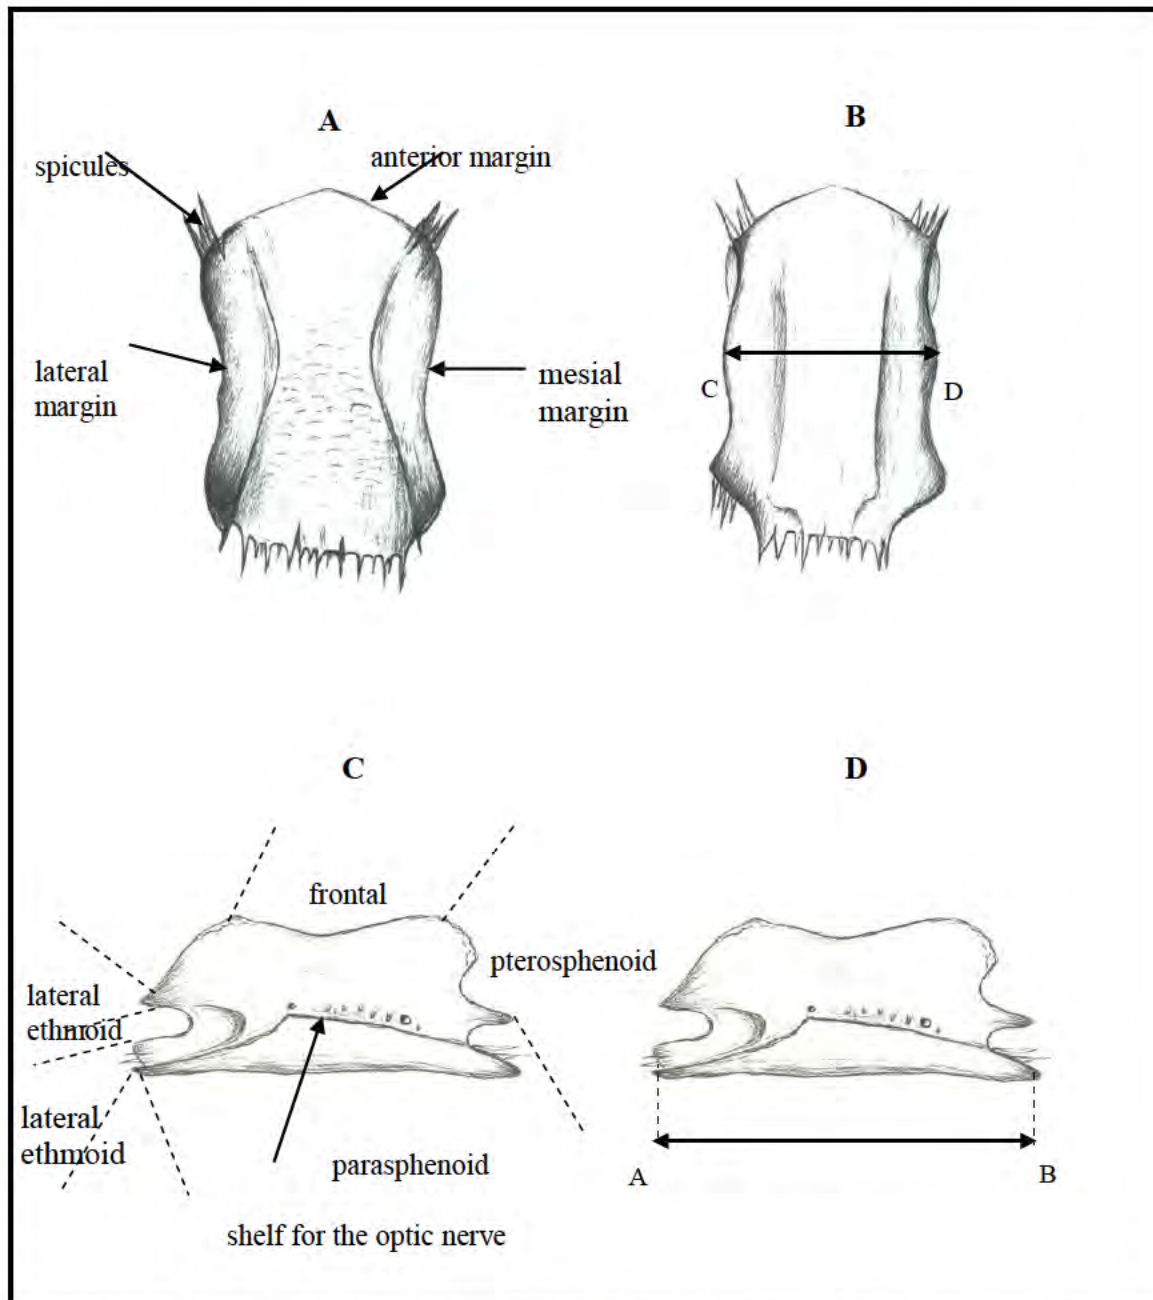 A
B
spicules
anterior margin
lateral
margin
mesial
margin
C
D
C
D
frontal
pterosphenoid
lateral
ethmoid
lateral
ethmoid
parasphenoid
A
B
shelf for the optic nerve